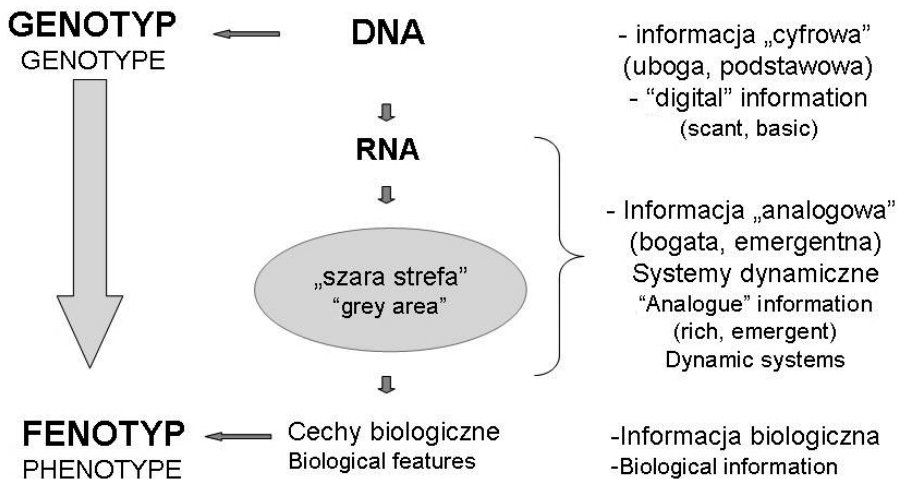 GENOTYP
GENOTYPE
DNA
- informacja „cyfrowa”
(uboga, podstawowa)
- “digital” information
(scant, basic)
RNA
„szara strefa”
“grey area”
- Informacja „analogowa”
(bogata, emergentna)
Systemy dynamiczne
“Analogue” information
(rich, emergent)
Dynamic systems
FENOTYP
PHENOTYPE
Cechy biologiczne
Biological features
-Informacja biologiczna
-Biological information